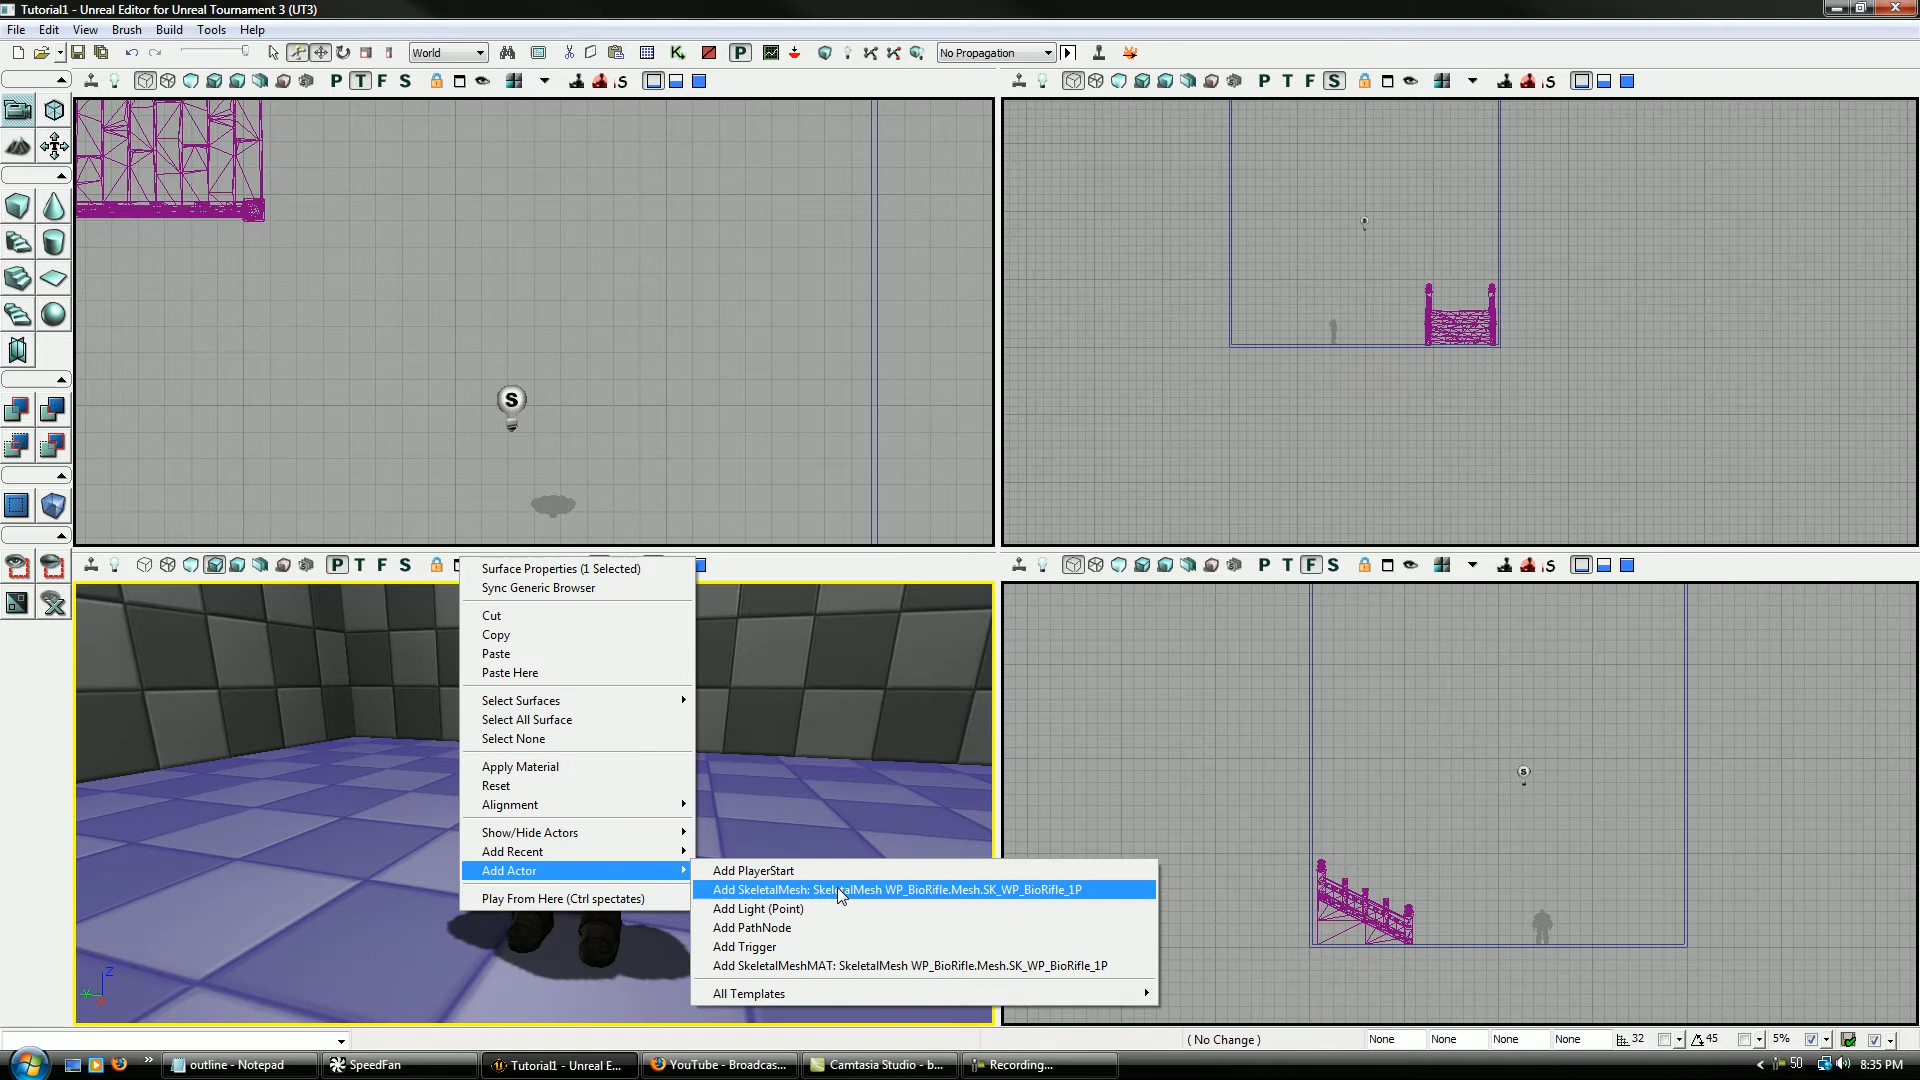 Tutorial1 - Unreal Editor for Unreal Tournament 3 (UT3)
File Edit View Brush Build Tools Help
World
No Propagation
P T F S
S
P T F S
S
S
P T F S
P T F S
S
S
Surface Properties (1 Selected)
Sync Generic Browser
Cut
Copy
Paste
Paste Here
Select Surfaces
Select All Surface
Select None
Apply Material
Reset
Alignment
Show/Hide Actors
Add Recent
Add Actor
Play From Here (Ctrl spectates)
Add PlayerStart
Add SkeletalMesh: SkeletalMesh WP_BioRifle.Mesh.SK_WP_BioRifle_1P
Add Light (Point)
Add PathNode
Add Trigger
Add SkeletalMeshMAT: SkeletalMesh WP_BioRifle.Mesh.SK_WP_BioRifle_1P
All Templates
Z
Y
X
( No Change )
None
None
None
None
32
45
5%
outline - Notepad
SpeedFan
Tutorial1 - Unreal E...
YouTube - Broadcas...
Camtasia Studio - b...
Recording...
50
8:35 PM